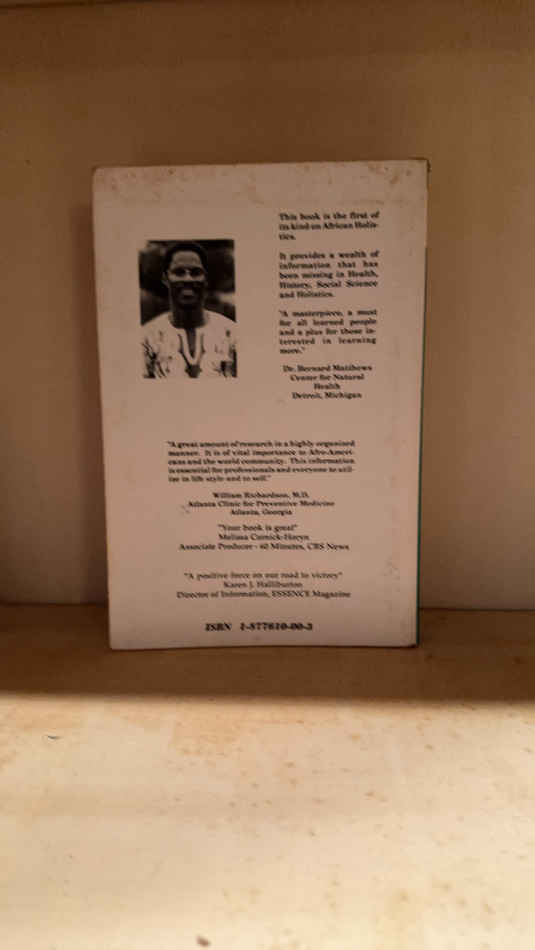 This book is the first of
its kind on African Holis-
tics.
It provides a wealth of
information that has
been missing in Health,
History, Social Science
and Holistics.
"A masterpiece, a must
for all learned people
and a plus for those in-
terested in learning
more."
Dr. Bernard Matthews
Center for Natural
Health
Detroit, Michigan
"A great amount of research in a highly organized
manner. It is of vital importance to Afro-Ameri-
cans and the world community. This information
is essential for professionals and everyone to util-
ize in life style and to self."
William Richardson, M.D.
Atlanta Clinic for Preventive Medicine
Atlanta, Georgia
"Your book is great"
Melissa
Associate Producer - 60 Minutes, CBS News
"A positive force on our road to victory"
Karen J. Halliburton
Director of Information, ESSENCE Magazine
ISBN 1-877610-00-3